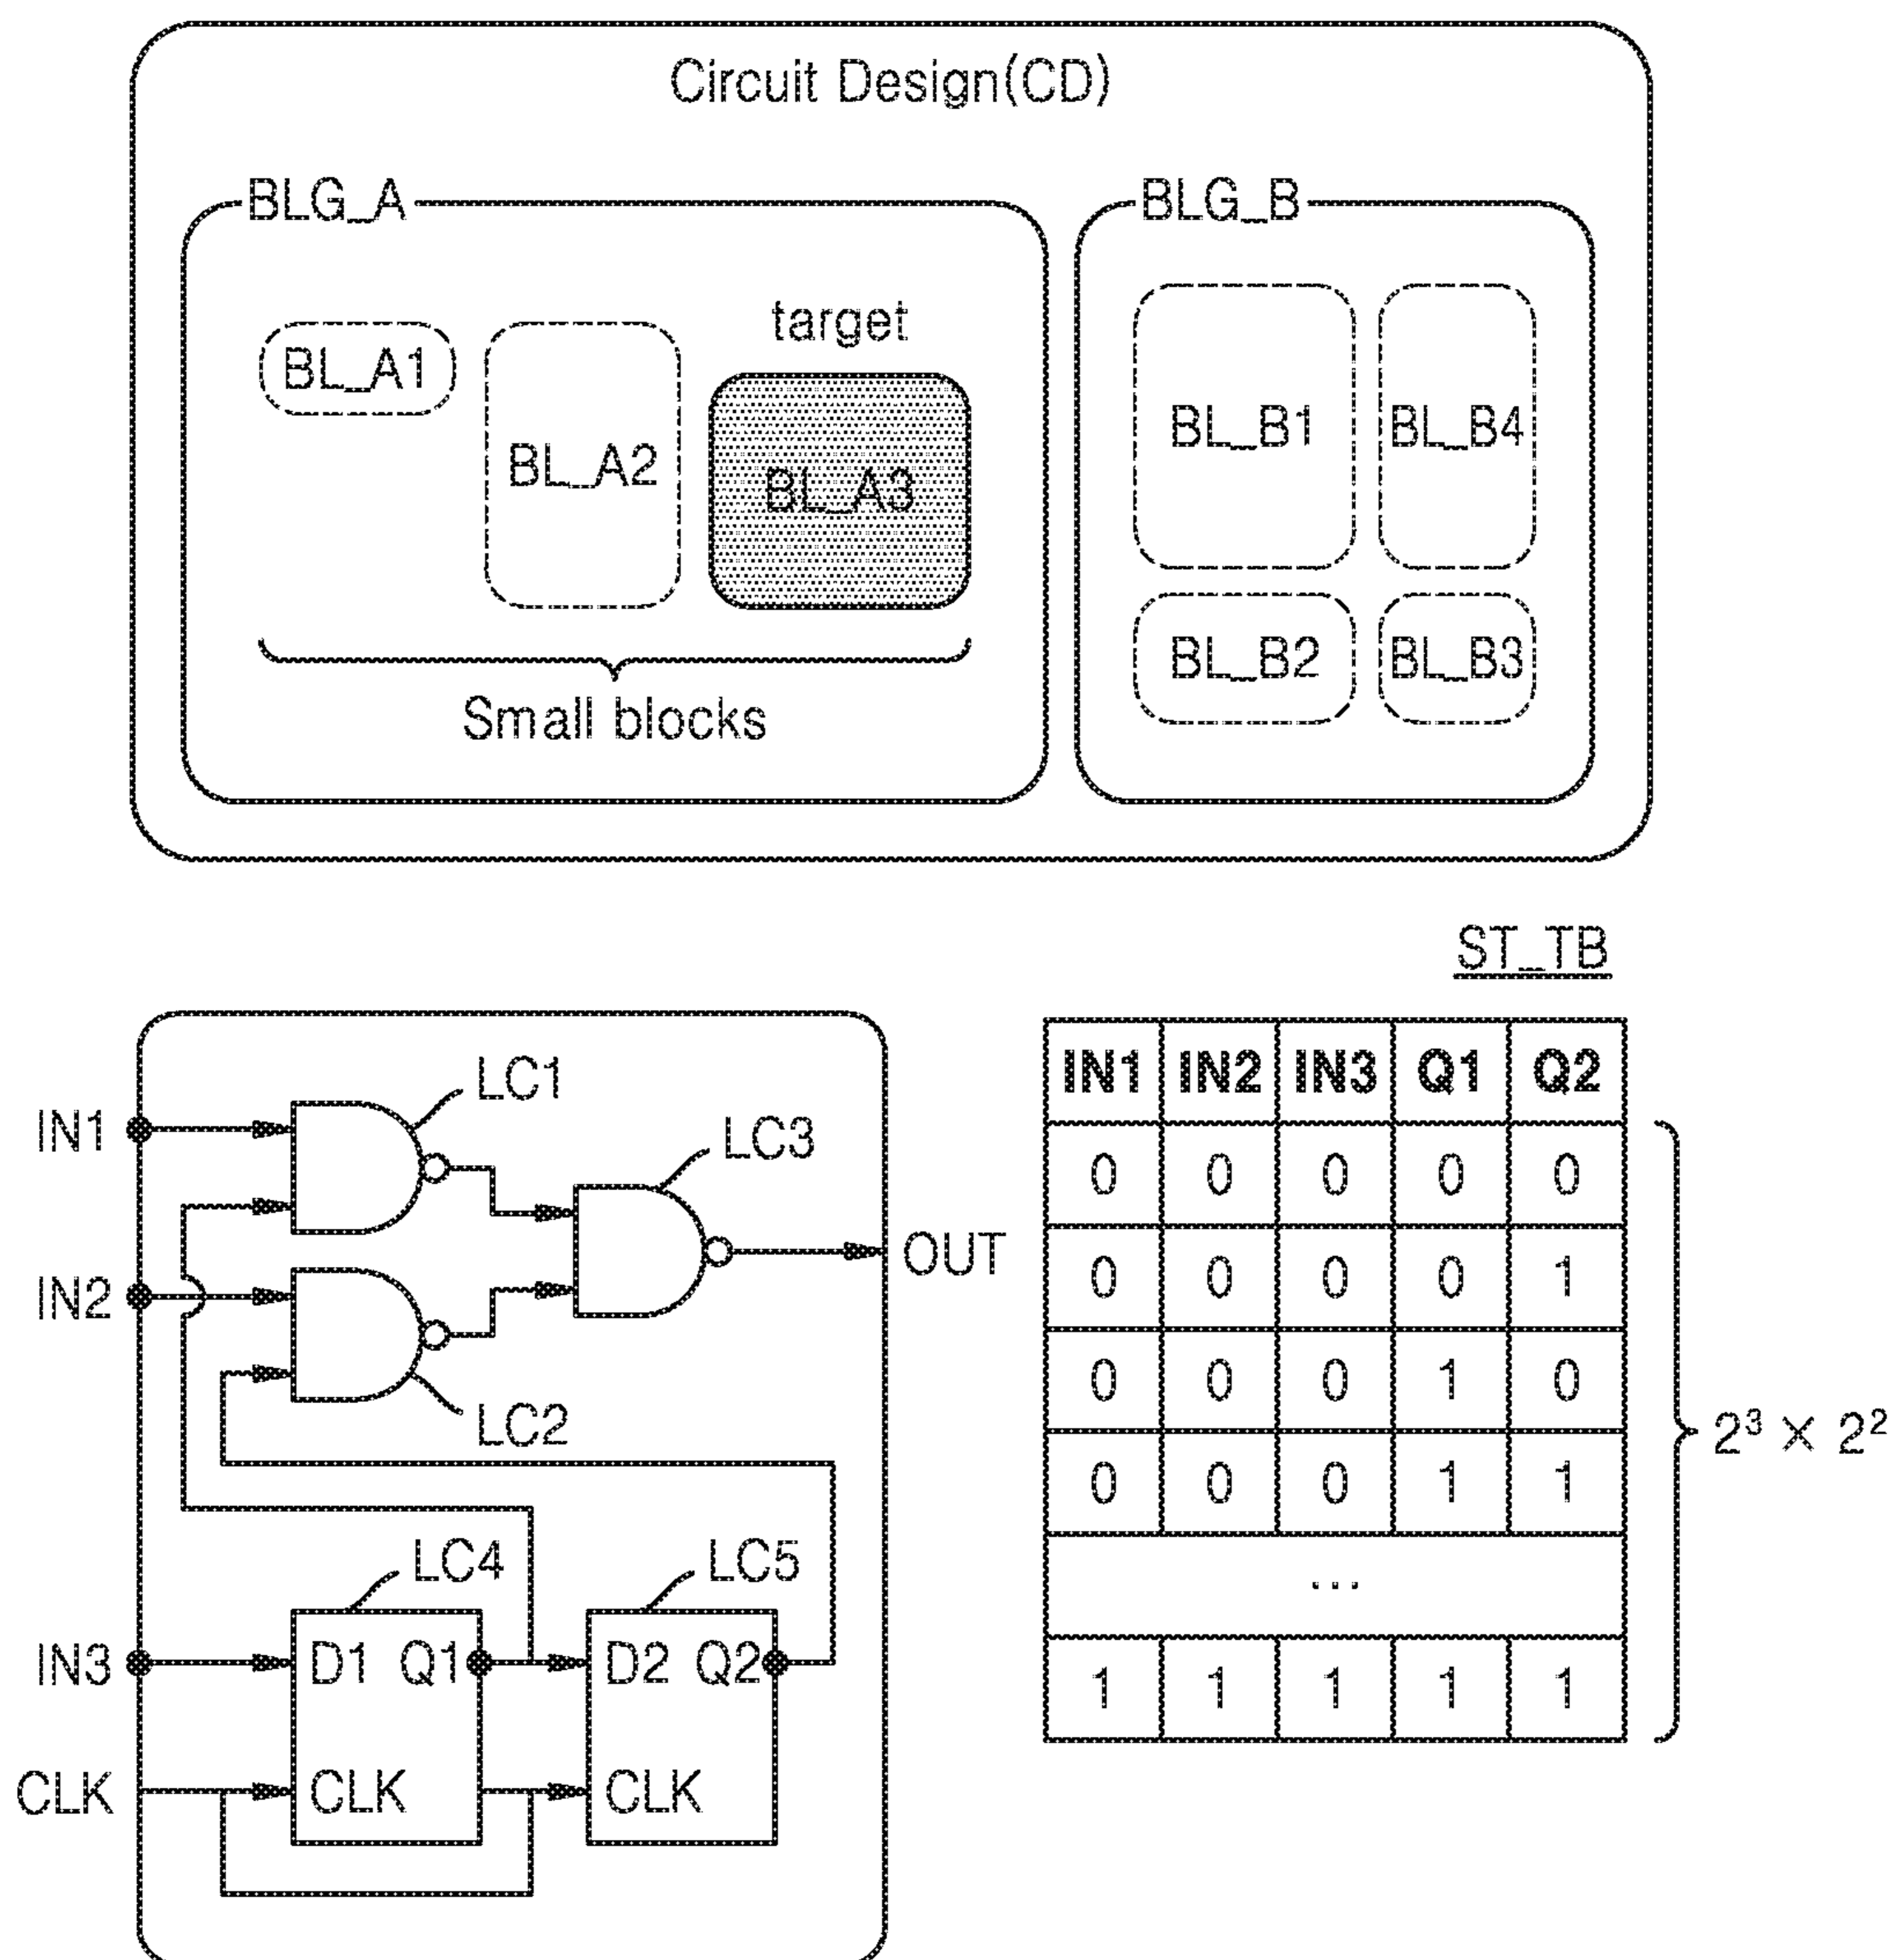 Circuit Design(CD)
BLG_A
BLG_B
target
BL_A1
BL_A2
BL_A3
BL_B1
BL_B4
BL_B2
BL_B3
Small blocks
ST_TB
LC1
IN1
LC3
OUT
IN2
LC2
LC4
LC5
IN3
D1 Q1
D2 Q2
CLK
CLK
CLK
IN1 IN2 IN3 Q1 Q2
0 0 0 0 0
0 0 0 0 1
0 0 0 1 0
0 0 0 1 1
...
1 1 1 1 1
2³ × 2²